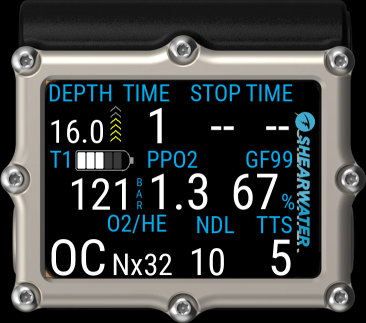 DEPTH TIME STOP TIME
16.0 1 -- --
T1 PPO2 GF99
121 BAR 1.3 67%
O2/HE NDL TTS
OC Nx32 10 5
SHEARWATER